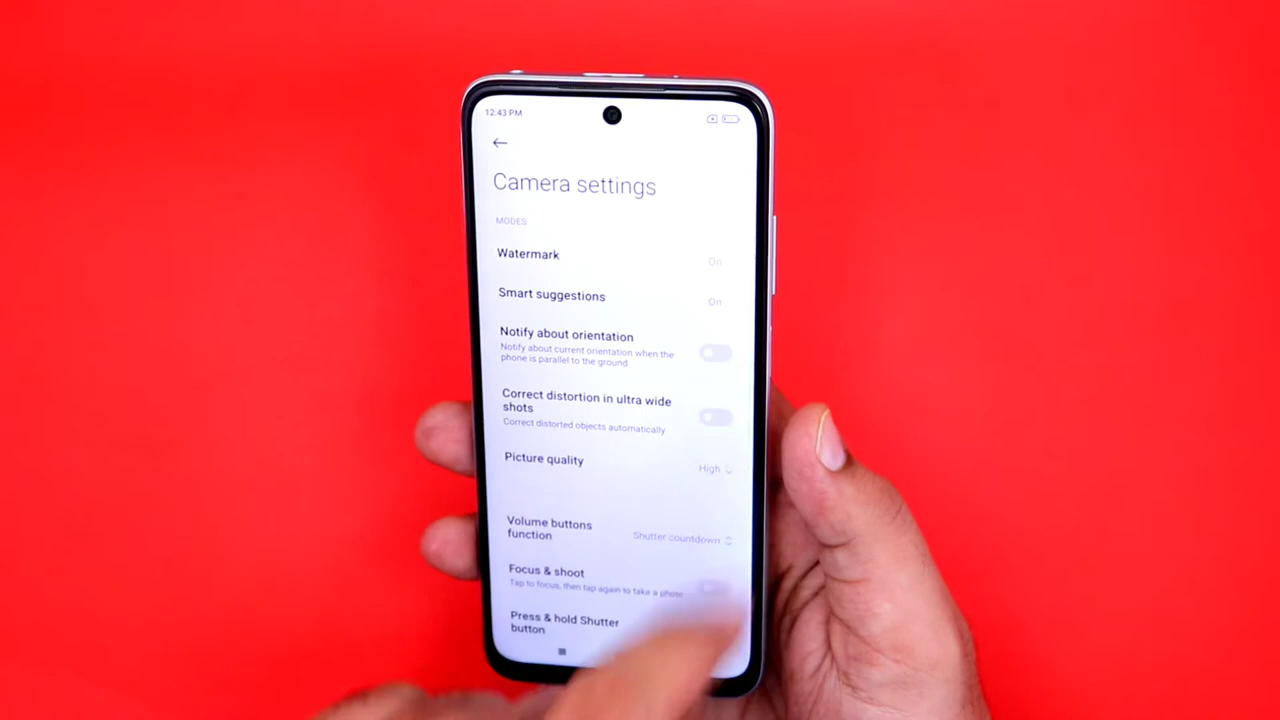 12:43 PM
Camera settings
MODES
Watermark
On
Smart suggestions
On
Notify about orientation
Notify about current orientation when the
phone is parallel to the ground
Correct distortion in ultra wide
shots
Correct distorted objects automatically
Picture quality
High
Volume buttons
function
Shutter countdown
Focus & shoot
Tap to focus, then tap again to take a photo
Press & hold Shutter
button